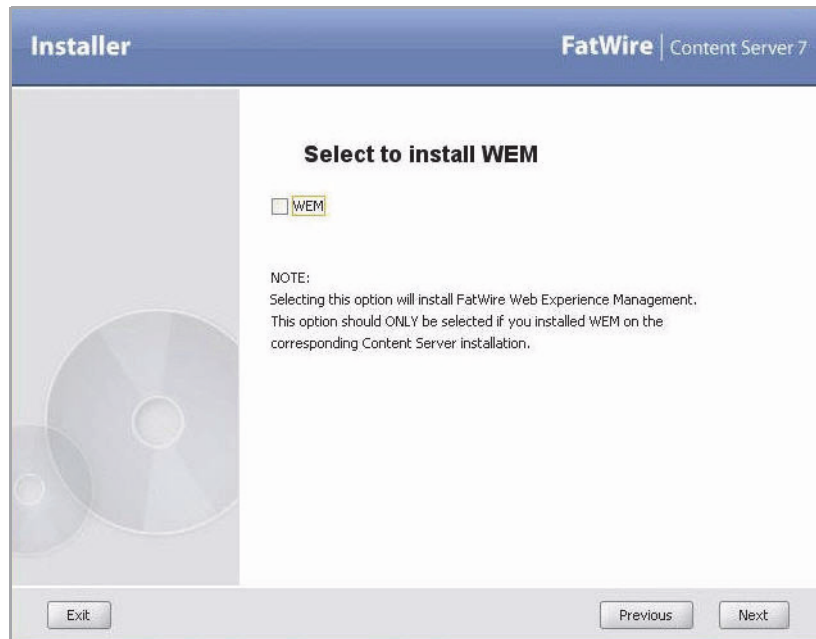 Installer
FatWire | Content Server 7
Select to install WEM
WEM
NOTE:
Selecting this option will install FatWire Web Experience Management.
This option should ONLY be selected if you installed WEM on the
corresponding Content Server installation.
Exit
Previous
Next